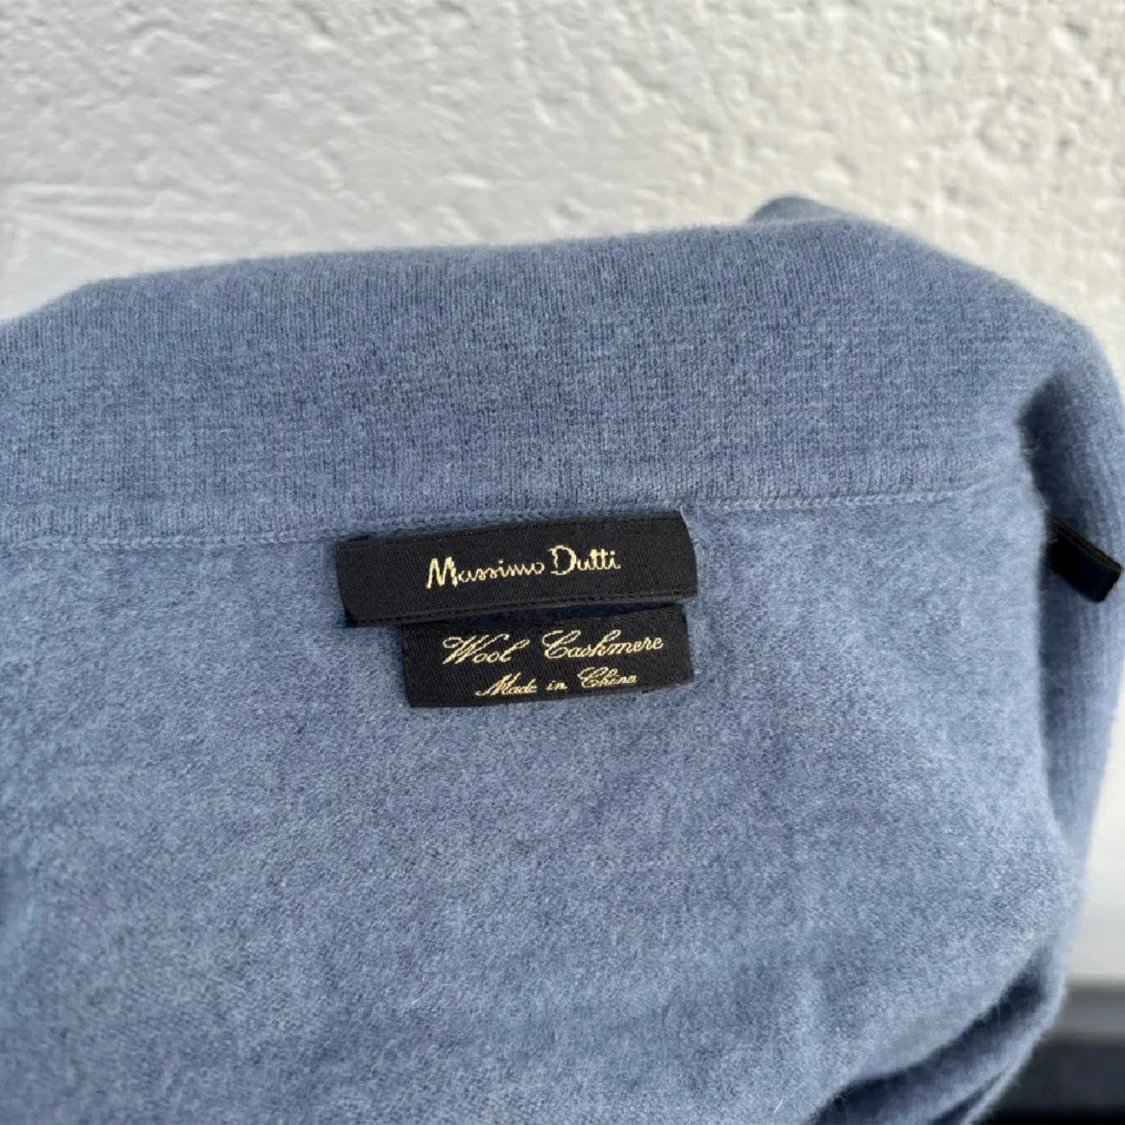 Massimo Dutti
Wool Cashmere
Made in China